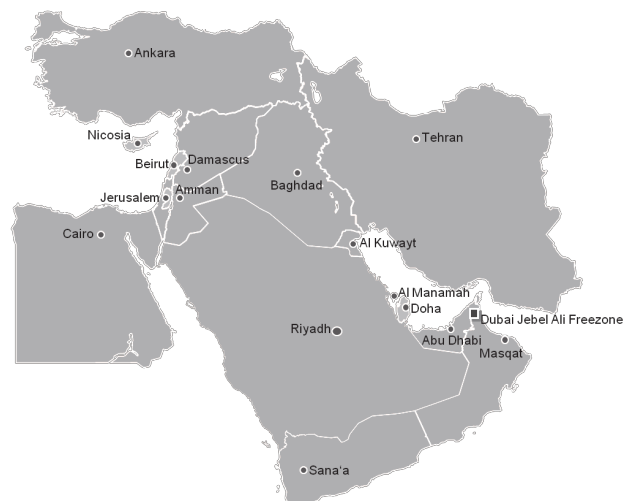 Ankara
Nicosia
Tehran
Beirut
Damascus
Baghdad
Jerusalem
Amman
Cairo
Al Kuwayt
Al Manamah
Doha
Dubai Jebel Ali Freezone
Riyadh
Abu Dhabi
Masqat
Sana‘a